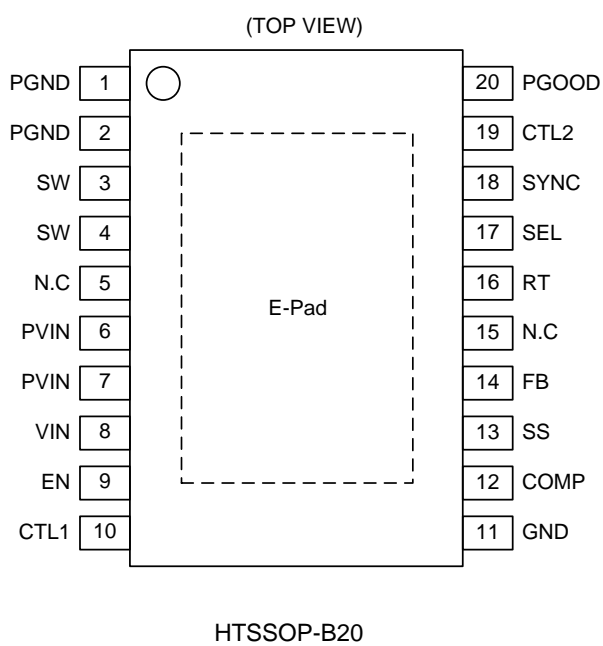 (TOP VIEW)
PGND 1 20 PGOOD
PGND 2 19 CTL2
SW 3 18 SYNC
SW 4 17 SEL
N.C 5 16 RT
E-Pad
PVIN 6 15 N.C
PVIN 7 14 FB
VIN 8 13 SS
EN 9 12 COMP
CTL1 10 11 GND
HTSSOP-B20